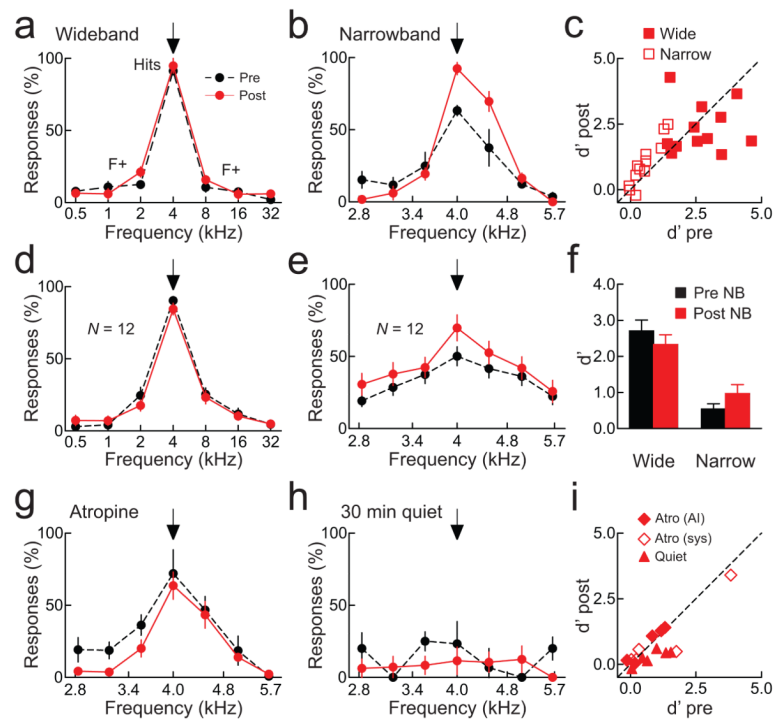 a Wideband
Hits
Pre
Post
F+ F+
Responses (%)
100
50
0
0.5 1 2 4 8 16 32
Frequency (kHz)
b Narrowband
Responses (%)
100
50
0
2.8 3.4 4.0 4.8 5.7
Frequency (kHz)
c
Wide
Narrow
d' post
5.0
2.5
0.0
0.0 2.5 5.0
d' pre
d
N = 12
Responses (%)
100
50
0
0.5 1 2 4 8 16 32
Frequency (kHz)
e
N = 12
Responses (%)
100
50
0
2.8 3.4 4 4.8 5.7
Frequency (kHz)
f
Pre NB
Post NB
d'
4.0
3.0
2.0
1.0
0.0
Wide Narrow
g Atropine
Responses (%)
100
50
0
2.8 3.4 4.0 4.8 5.7
Frequency (kHz)
h 30 min quiet
Responses (%)
100
50
0
2.8 3.4 4.0 4.8 5.7
Frequency (kHz)
i
Atro (AI)
Atro (sys)
Quiet
d' post
5.0
2.5
0.0
0.0 2.5 5.0
d' pre